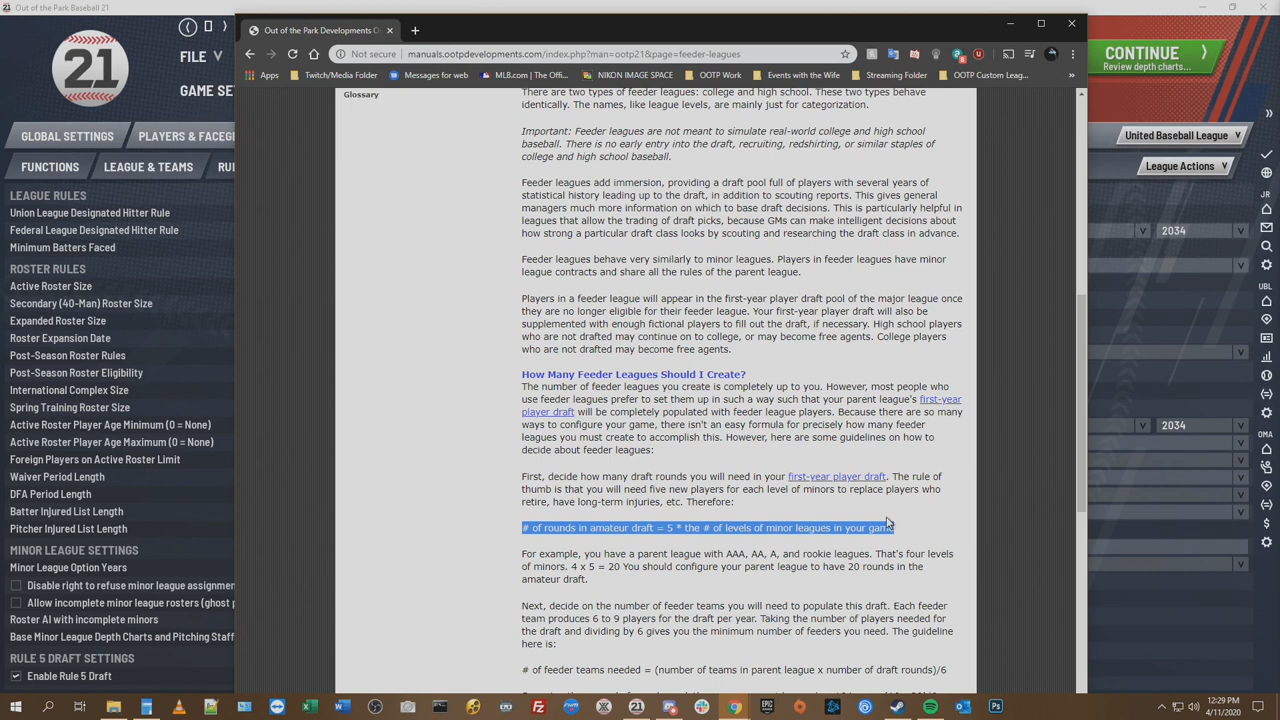 Out of the Park Baseball 21
21
FILE
GAME SE
GLOBAL SETTINGS
PLAYERS & FACEG
FUNCTIONS
LEAGUE & TEAMS
RU
LEAGUE RULES
Union League Designated Hitter Rule
Federal League Designated Hitter Rule
Minimum Batters Faced
ROSTER RULES
Active Roster Size
Secondary (40-Man) Roster Size
Expanded Roster Size
Roster Expansion Date
Post-Season Roster Rules
Post-Season Roster Eligibility
International Complex Size
Spring Training Roster Size
Active Roster Player Age Minimum (0 = None)
Active Roster Player Age Maximum (0 = None)
Foreign Players on Active Roster Limit
Waiver Period Length
DFA Period Length
Batter Injured List Length
Pitcher Injured List Length
MINOR LEAGUE SETTINGS
Minor League Option Years
Disable right to refuse minor league assignm
Allow incomplete minor league rosters (ghost p
Roster AI with incomplete minors
Base Minor League Depth Charts and Pitching Staff
RULE 5 DRAFT SETTINGS
Enable Rule 5 Draft
Out of the Park Developments O
Not secure
manuals.ootpdevelopments.com/index.php?man=ootp21&page=feeder-leagues
Apps
Twitch/Media Folder
Messages for web
MLB.com | The Offi...
NIKON IMAGE SPACE
OOTP Work
Events with the Wife
Streaming Folder
OOTP Custom Leag...
Glossary
There are two types of feeder leagues: college and high school. These two types behave
identically. The names, like league levels, are mainly just for categorization.
Important: Feeder leagues are not meant to simulate real-world college and high school
baseball. There is no early entry into the draft, recruiting, redshirting, or similar staples of
college and high school baseball.
Feeder leagues add immersion, providing a draft pool full of players with several years of
statistical history leading up to the draft, in addition to scouting reports. This gives general
managers much more information on which to base draft decisions. This is particularly helpful in
leagues that allow the trading of draft picks, because GMs can make intelligent decisions about
how strong a particular draft class looks by scouting and researching the draft class in advance.
Feeder leagues behave very similarly to minor leagues. Players in feeder leagues have minor
league contracts and share all the rules of the parent league.
Players in a feeder league will appear in the first-year player draft pool of the major league once
they are no longer eligible for their feeder league. Your first-year player draft will also be
supplemented with enough fictional players to fill out the draft, if necessary. High school players
who are not drafted may continue on to college, or may become free agents. College players
who are not drafted may become free agents.
How Many Feeder Leagues Should I Create?
The number of feeder leagues you create is completely up to you. However, most people who
use feeder leagues prefer to set them up in such a way such that your parent league's first-year
player draft will be completely populated with feeder league players. Because there are so many
ways to configure your game, there isn't an easy formula for precisely how many feeder
leagues you must create to accomplish this. However, here are some guidelines on how to
decide about feeder leagues:
First, decide how many draft rounds you will need in your first-year player draft. The rule of
thumb is that you will need five new players for each level of minors to replace players who
retire, have long-term injuries, etc. Therefore:
# of rounds in amateur draft = 5 * the # of levels of minor leagues in your game
For example, you have a parent league with AAA, AA, A, and rookie leagues. That's four levels
of minors. 4 x 5 = 20 You should configure your parent league to have 20 rounds in the
amateur draft.
Next, decide on the number of feeder teams you will need to populate this draft. Each feeder
team produces 6 to 9 players for the draft per year. Taking the number of players needed for
the draft and dividing by 6 gives you the minimum number of feeders you need. The guideline
here is:
# of feeder teams needed = (number of teams in parent league x number of draft rounds)/6
CONTINUE
Review depth charts...
United Baseball League
League Actions
2034
2034
JR
UBL
OMA
12:29 PM
4/11/2020